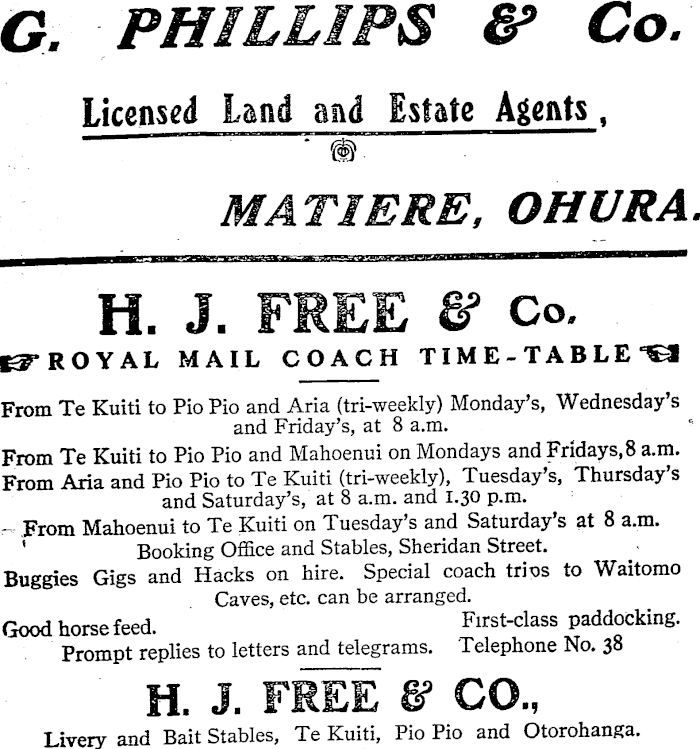 G. PHILLIPS & Co.
Licensed Land and Estate Agents,
MATIERE, OHURA.
H. J. FREE & Co.
ROYAL MAIL COACH TIME-TABLE
From Te Kuiti to Pio Pio and Aria (tri-weekly) Monday's, Wednesday's
and Friday's, at 8 a.m.
From Te Kuiti to Pio Pio and Mahoenui on Mondays and Fridays, 8 a.m.
From Aria and Pio Pio to Te Kuiti (tri-weekly), Tuesday's, Thursday's
and Saturday's, at 8 a.m. and 1.30 p.m.
From Mahoenui to Te Kuiti on Tuesday's and Saturday's at 8 a.m.
Booking Office and Stables, Sheridan Street.
Buggies Gigs and Hacks on hire. Special coach trips to Waitomo
Caves, etc. can be arranged.
Good horse feed. First-class paddocking.
Prompt replies to letters and telegrams. Telephone No. 38
H. J. FREE & CO.,
Livery and Bait Stables, Te Kuiti, Pio Pio and Otorohanga.